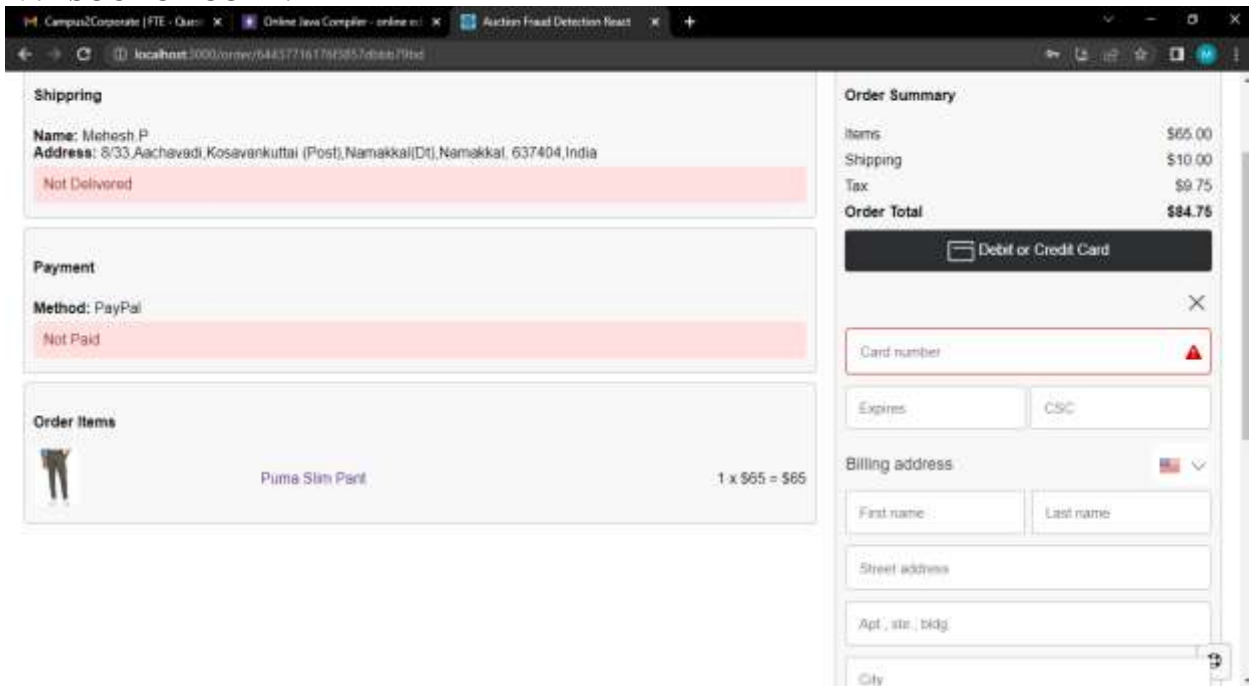 Campus2Corporate | FTE - Ques
Online Java Compiler - online ed
Auction Fraud Detection React
Shippring
Name: Mehesh.P
Address: 8/33,Aachavadi,Kosavankuttai (Post),Namakkal(Dt),Namakkal, 637404,India
Not Delivered
Payment
Method: PayPal
Not Paid
Order Items
Puma Slim Pant
1 x $65 = $65
Order Summary
Items $65.00
Shipping $10.00
Tax $9.75
Order Total $84.75
Debit or Credit Card
Card number
Expires CSC
Billing address
First name Last name
Street address
Apt., ste., bldg.
City